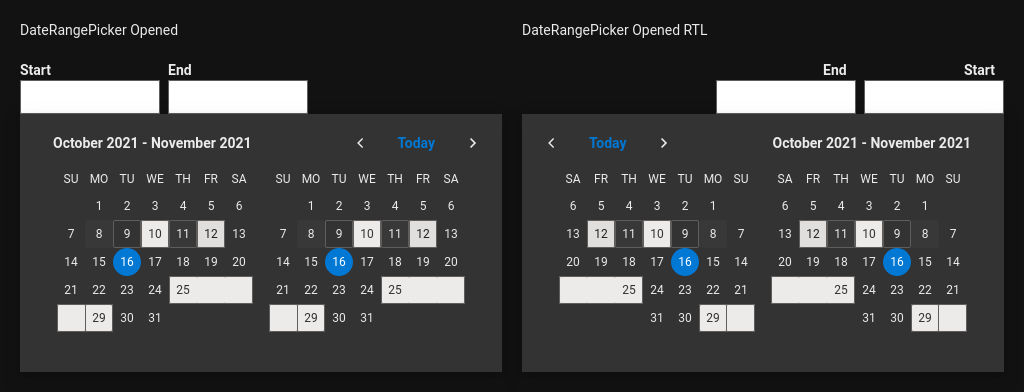 DateRangePicker Opened
Start End
October 2021 - November 2021 Today
SU MO TU WE TH FR SA SU MO TU WE TH FR SA
1 2 3 4 5 6 1 2 3 4 5 6
7 8 9 10 11 12 13 7 8 9 10 11 12 13
14 15 16 17 18 19 20 14 15 16 17 18 19 20
21 22 23 24 25 21 22 23 24 25
29 30 31 29 30 31
DateRangePicker Opened RTL
End Start
Today October 2021 - November 2021
SA FR TH WE TU MO SU SA FR TH WE TU MO SU
6 5 4 3 2 1 6 5 4 3 2 1
13 12 11 10 9 8 7 13 12 11 10 9 8 7
20 19 18 17 16 15 14 20 19 18 17 16 15 14
25 24 23 22 21 25 24 23 22 21
31 30 29 31 30 29